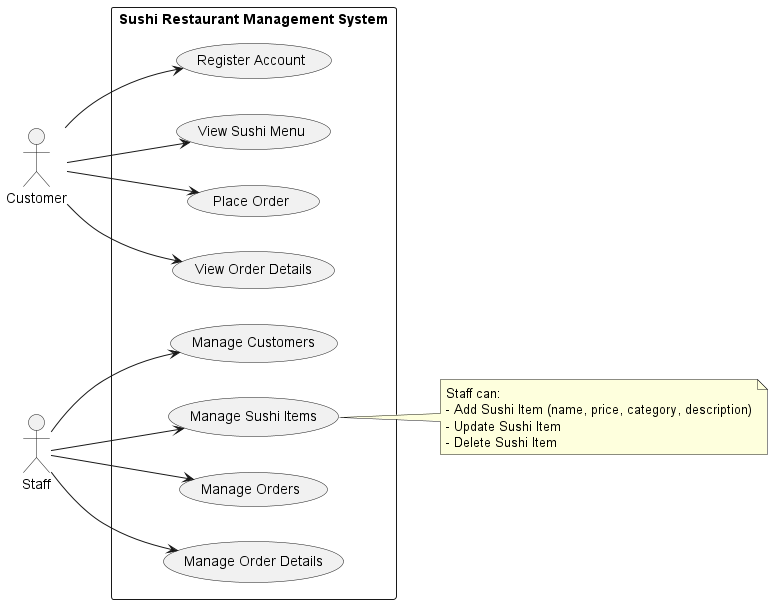 Sushi Restaurant Management System
Register Account
View Sushi Menu
Place Order
View Order Details
Customer
Manage Customers
Manage Sushi Items
Manage Orders
Manage Order Details
Staff
Staff can:
- Add Sushi Item (name, price, category, description)
- Update Sushi Item
- Delete Sushi Item